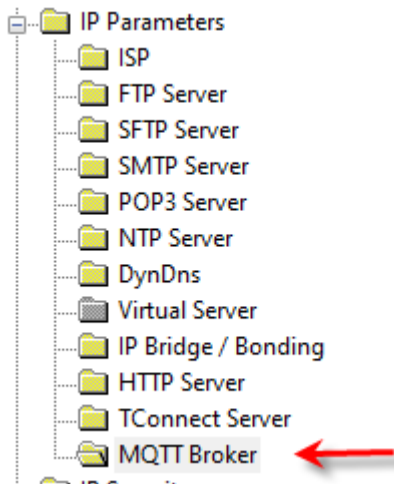 IP Parameters
ISP
FTP Server
SFTP Server
SMTP Server
POP3 Server
NTP Server
DynDns
Virtual Server
IP Bridge / Bonding
HTTP Server
TConnect Server
MQTT Broker